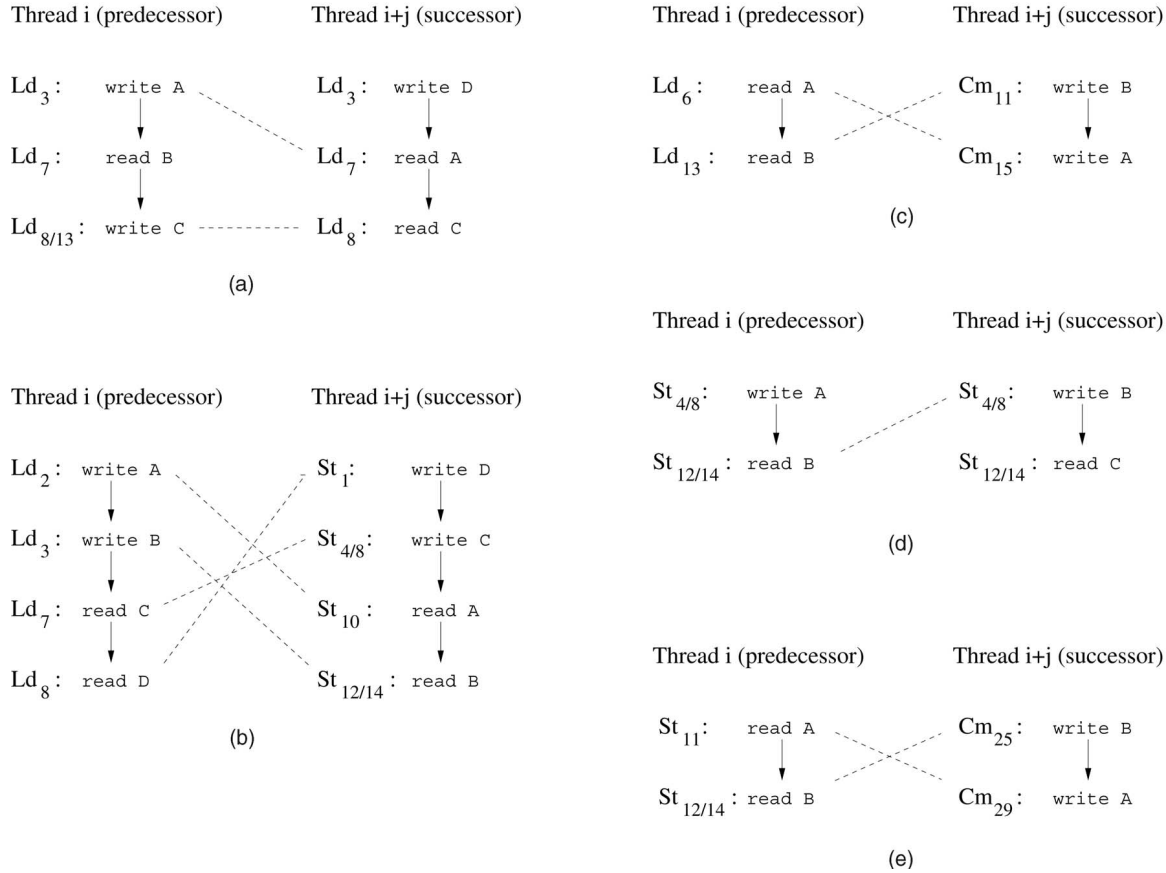 Thread i (predecessor) Thread i+j (successor)
Ld3: write A Ld3: write D
Ld7: read B Ld7: read A
Ld8/13: write C Ld8: read C
(a)
Thread i (predecessor) Thread i+j (successor)
Ld2: write A St1: write D
Ld3: write B St4/8: write C
Ld7: read C St10: read A
Ld8: read D St12/14: read B
(b)
Thread i (predecessor) Thread i+j (successor)
Ld6: read A Cm11: write B
Ld13: read B Cm15: write A
(c)
Thread i (predecessor) Thread i+j (successor)
St4/8: write A St4/8: write B
St12/14: read B St12/14: read C
(d)
Thread i (predecessor) Thread i+j (successor)
St11: read A Cm25: write B
St12/14: read B Cm29: write A
(e)